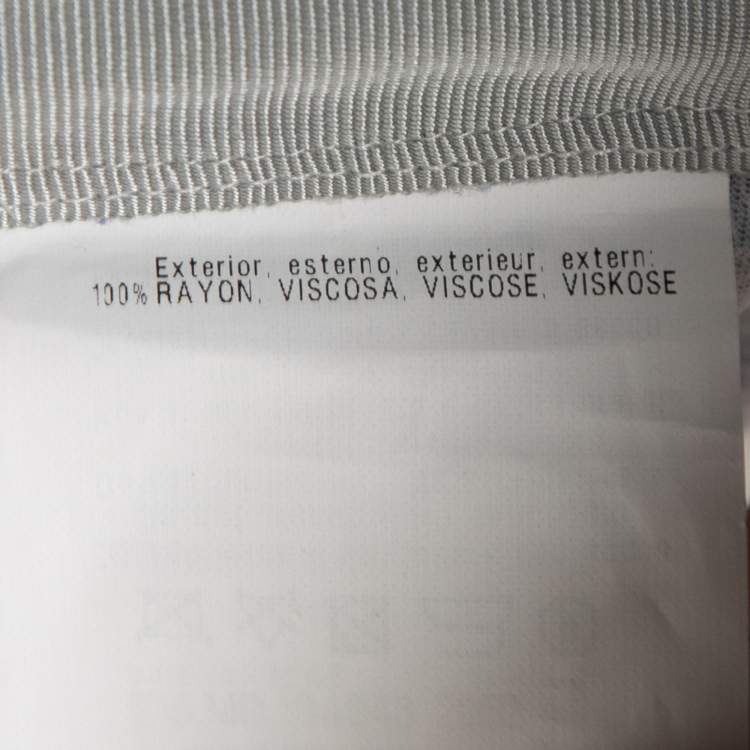 Exterior, esterno, exterieur, extern:
100% RAYON, VISCOSA, VISCOSE, VISKOSE